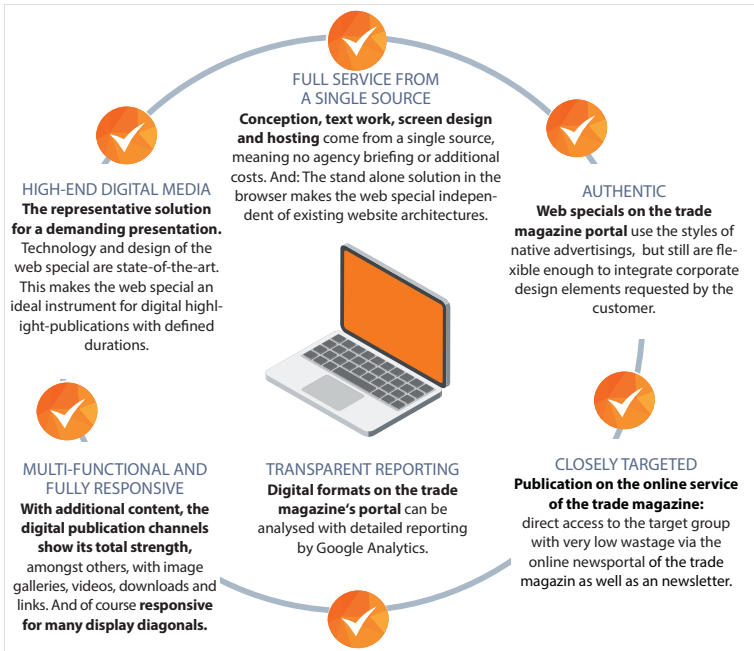 FULL SERVICE FROM
A SINGLE SOURCE
Conception, text work, screen design
and hosting come from a single source,
meaning no agency briefing or additional
costs. And: The stand alone solution in the
browser makes the web special indepen-
dent of existing website architectures.
HIGH-END DIGITAL MEDIA
The representative solution
for a demanding presentation.
Technology and design of the
web special are state-of-the-art.
This makes the web special an
ideal instrument for digital highl-
ight-publications with defined
durations.
AUTHENTIC
Web specials on the trade
magazine portal use the styles of
native advertisings, but still are fle-
xible enough to integrate corporate
design elements requested by the
customer.
MULTI-FUNCTIONAL AND
FULLY RESPONSIVE
With additional content, the
digital publication channels
show its total strength,
amongst others, with image
galleries, videos, downloads and
links. And of course responsive
for many display diagonals.
TRANSPARENT REPORTING
Digital formats on the trade
magazine's portal can be
analysed with detailed reporting
by Google Analytics.
CLOSELY TARGETED
Publication on the online service
of the trade magazine:
direct access to the target group
with very low wastage via the
online newsportal of the trade
magazin as well as an newsletter.